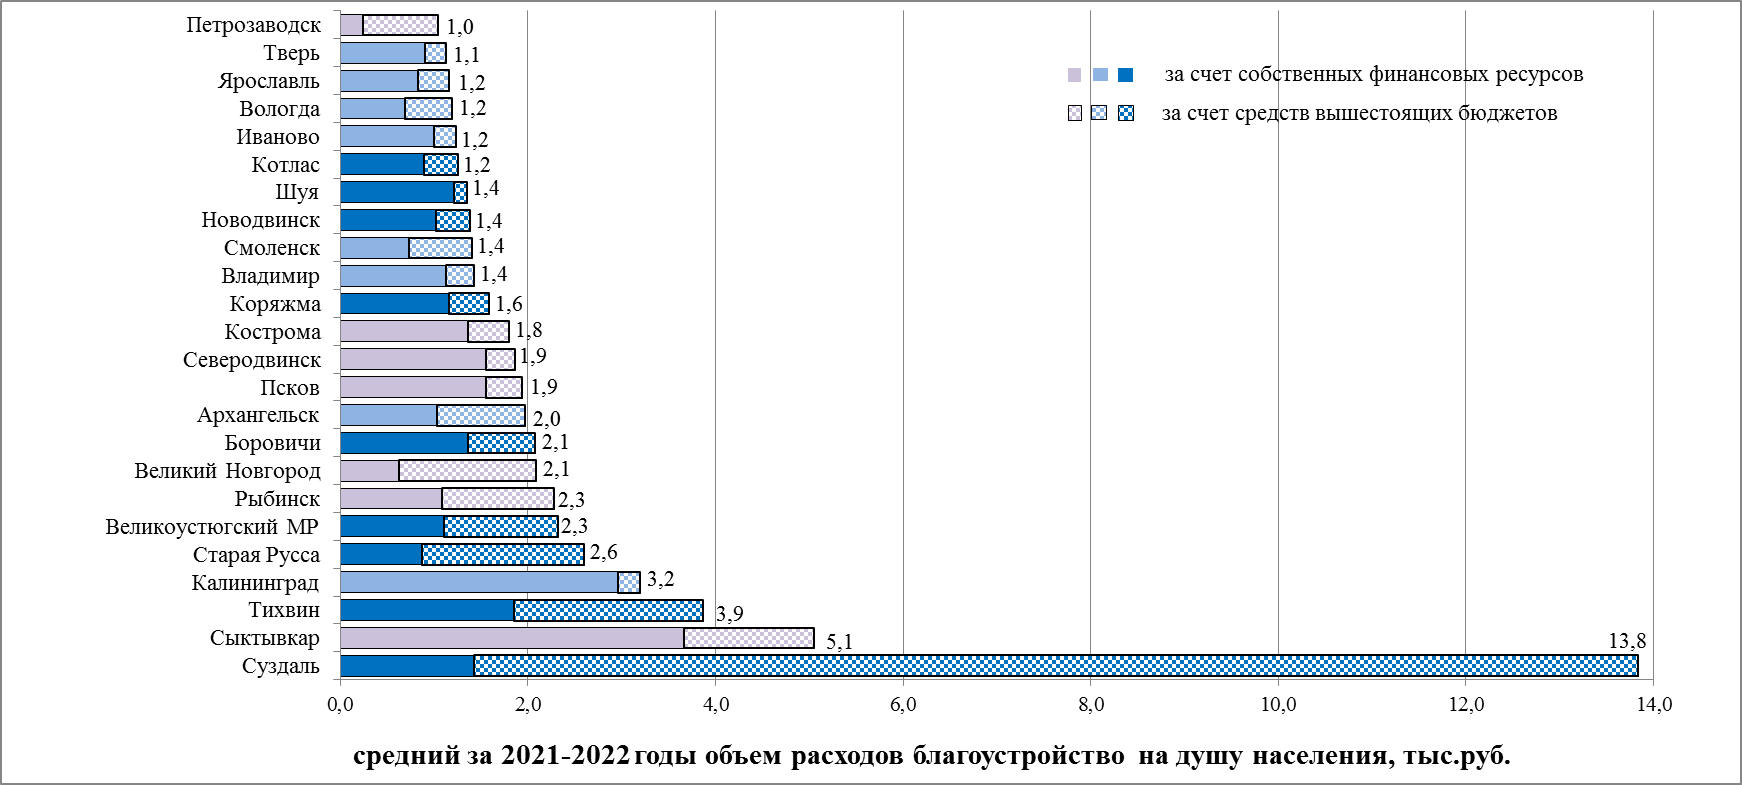 Петрозаводск 1,0
Тверь 1,1
за счет собственных финансовых ресурсов
Ярославль 1,2
Вологда 1,2
за счет средств вышестоящих бюджетов
Иваново 1,2
Котлас 1,2
Шуя 1,4
Новодвинск 1,4
Смоленск 1,4
Владимир 1,4
Коряжма 1,6
Кострома 1,8
Северодвинск 1,9
Псков 1,9
Архангельск 2,0
Боровичи 2,1
Великий Новгород 2,1
Рыбинск 2,3
Великоустюгский МР 2,3
Старая Русса 2,6
Калининград 3,2
Тихвин 3,9
Сыктывкар 5,1
Суздаль 13,8
0,0 2,0 4,0 6,0 8,0 10,0 12,0 14,0
средний за 2021-2022 годы объем расходов благоустройство на душу населения, тыс.руб.